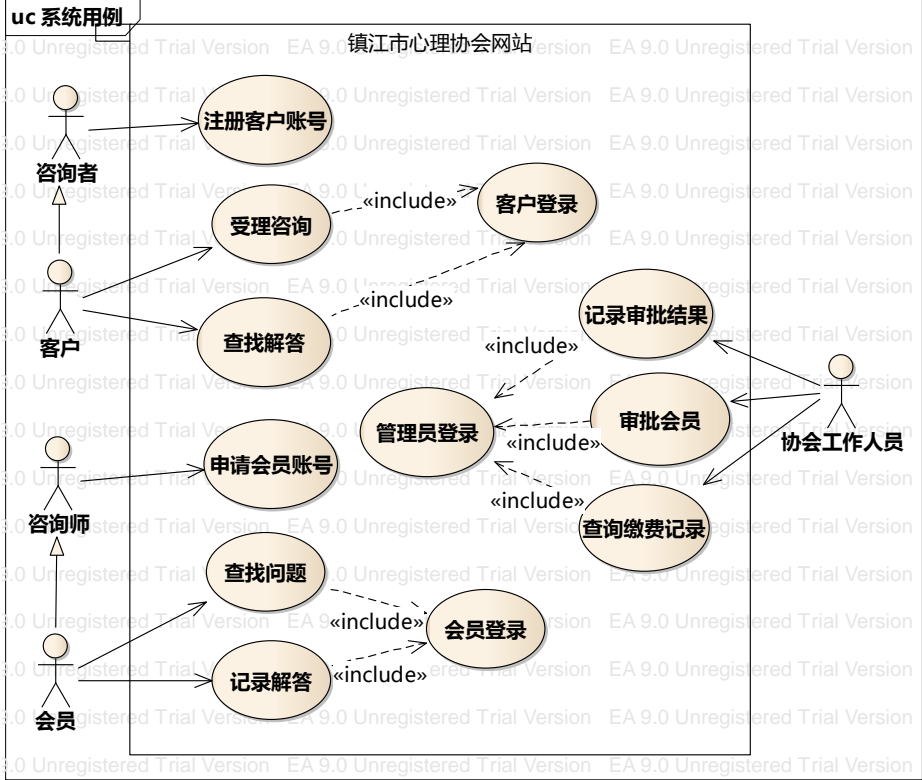 uc 系统用例
镇江市心理协会网站
注册客户账号
咨询者
受理咨询
«include»
客户登录
查找解答
«include»
客户
记录审批结果
«include»
审批会员
管理员登录
«include»
协会工作人员
申请会员账号
«include»
查询缴费记录
咨询师
查找问题
«include»
会员登录
记录解答
«include»
会员
EA 9.0 Unregistered Trial Version